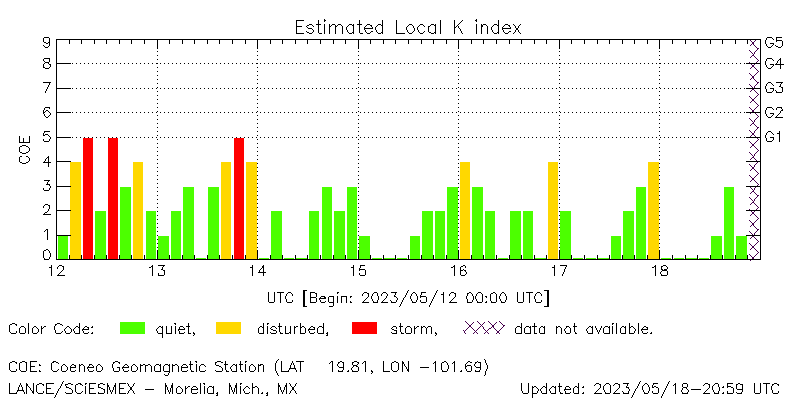 Estimated Local K index
9
8
7
6
5
4
3
2
1
0
COE
G5
G4
G3
G2
G1
12 13 14 15 16 17 18
UTC [Begin: 2023/05/12 00:00 UTC]
Color Code: quiet, disturbed, storm, data not available.
COE: Coeneo Geomagnetic Station (LAT 19.81, LON -101.69)
LANCE/SCiESMEX - Morelia, Mich., MX Updated: 2023/05/18-20:59 UTC